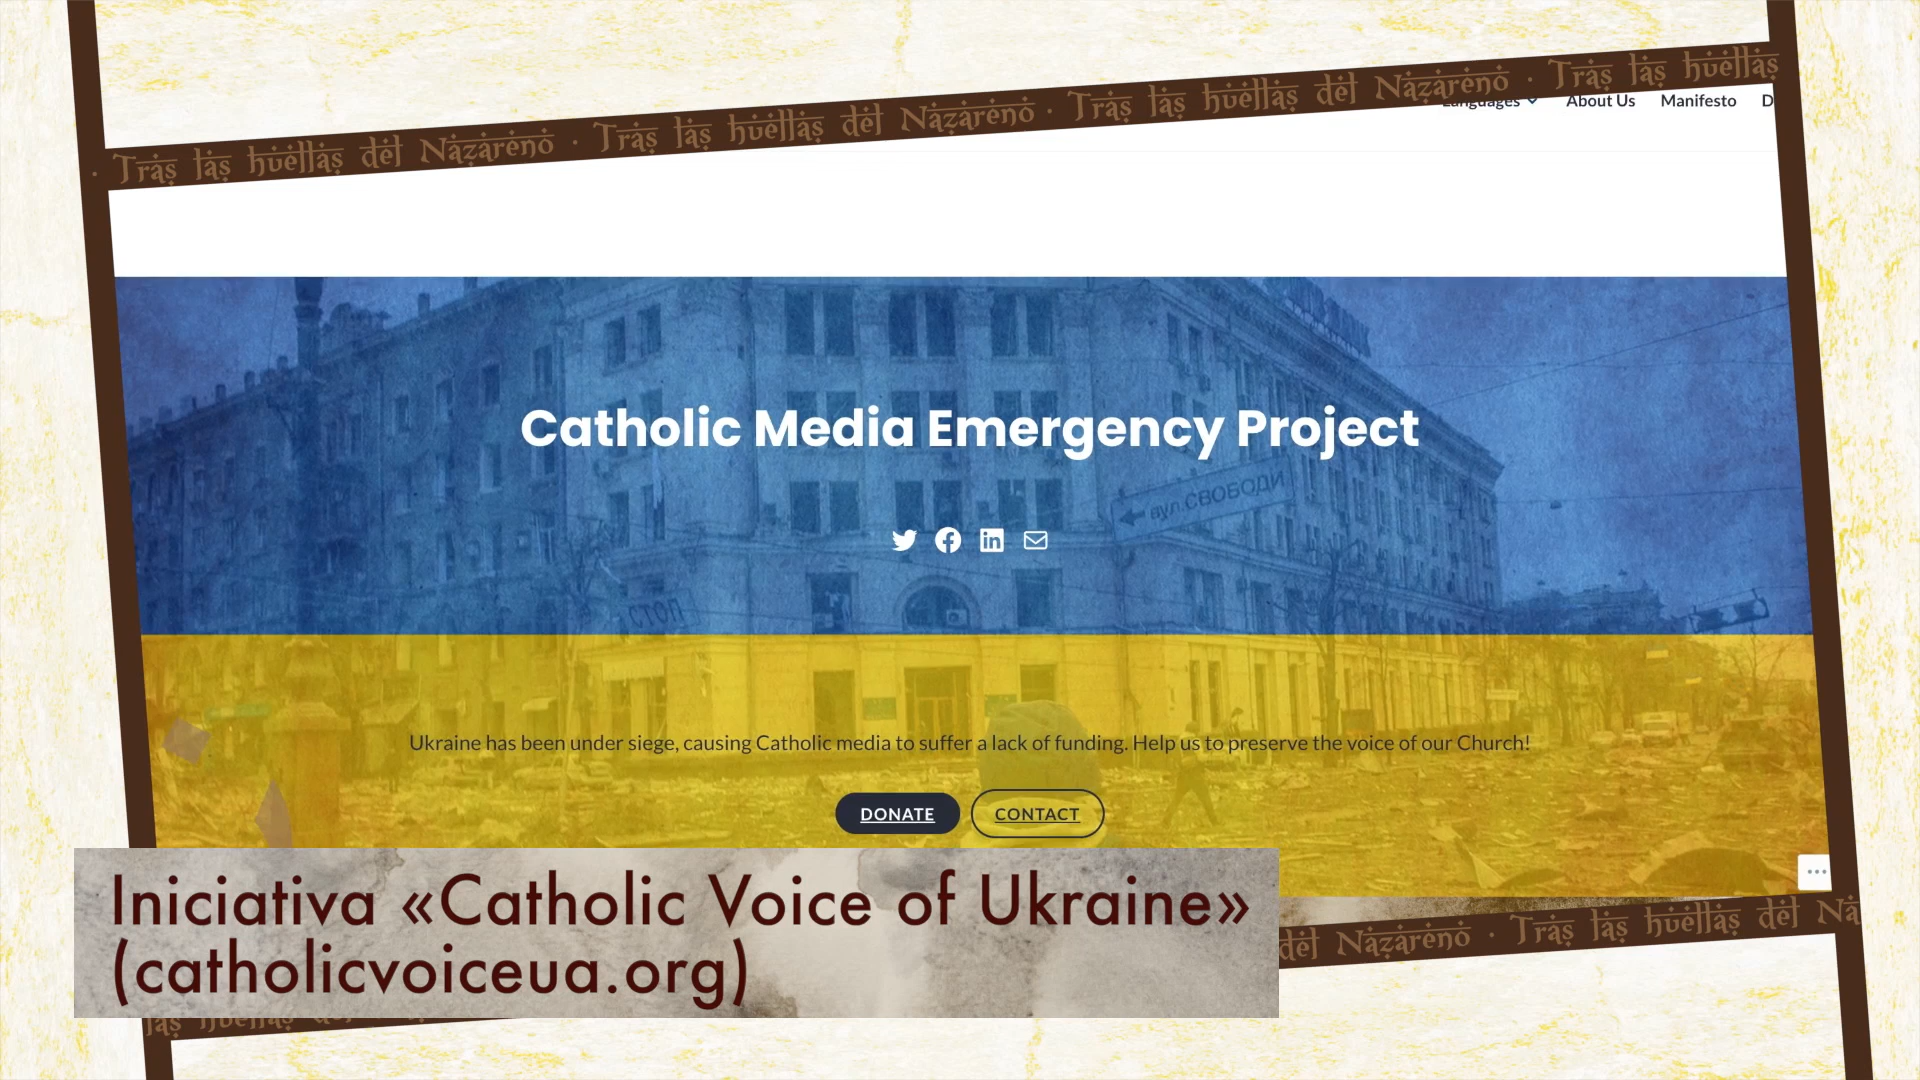 · Tras las huellas del Nazareno · Tras las huellas del Nazareno · Tras las huellas del Nazareno · Tras las huellas
Languages About Us Manifesto D
Catholic Media Emergency Project
вул.СВОБОДИ
СТОП
Ukraine has been under siege, causing Catholic media to suffer a lack of funding. Help us to preserve the voice of our Church!
DONATE CONTACT
Iniciativa «Catholic Voice of Ukraine»
(catholicvoiceua.org)
del Nazareno · Tras las huellas del Na
las huellas